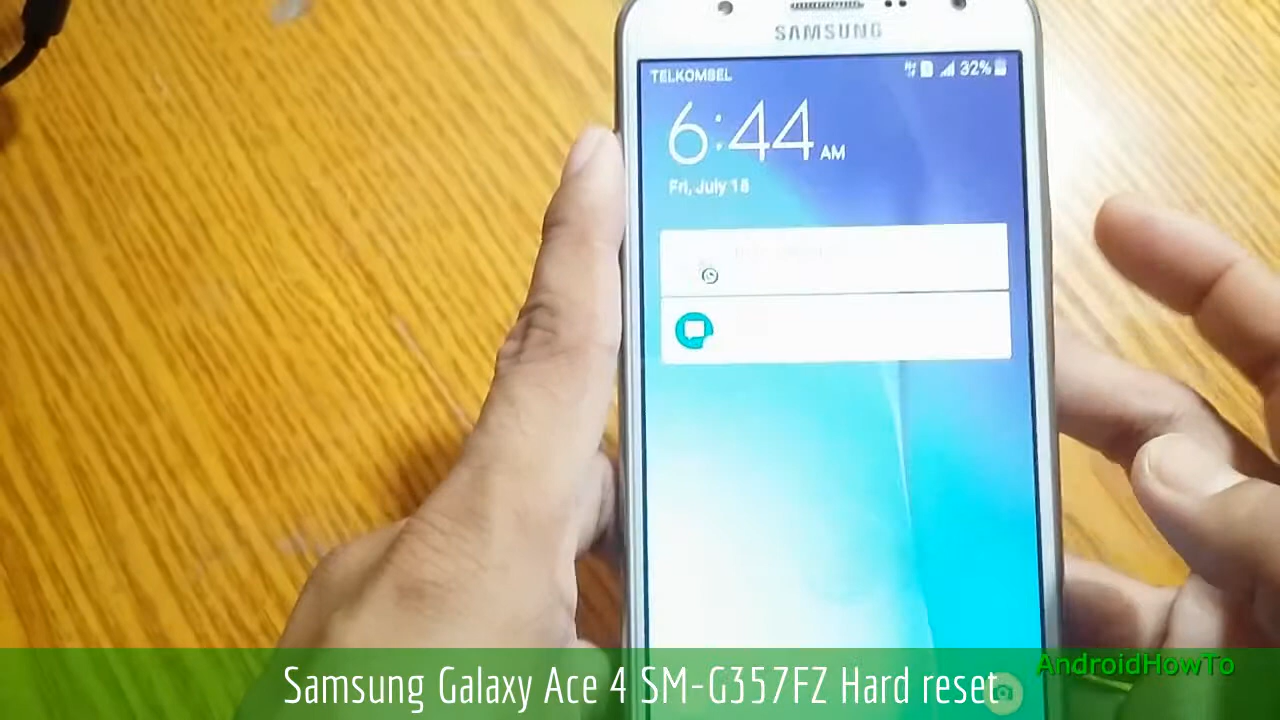 SAMSUNG
TELKOMSEL
32%
6:44 AM
Fri, July 18
Samsung Galaxy Ace 4 SM-G357FZ Hard reset
AndroidHowTo